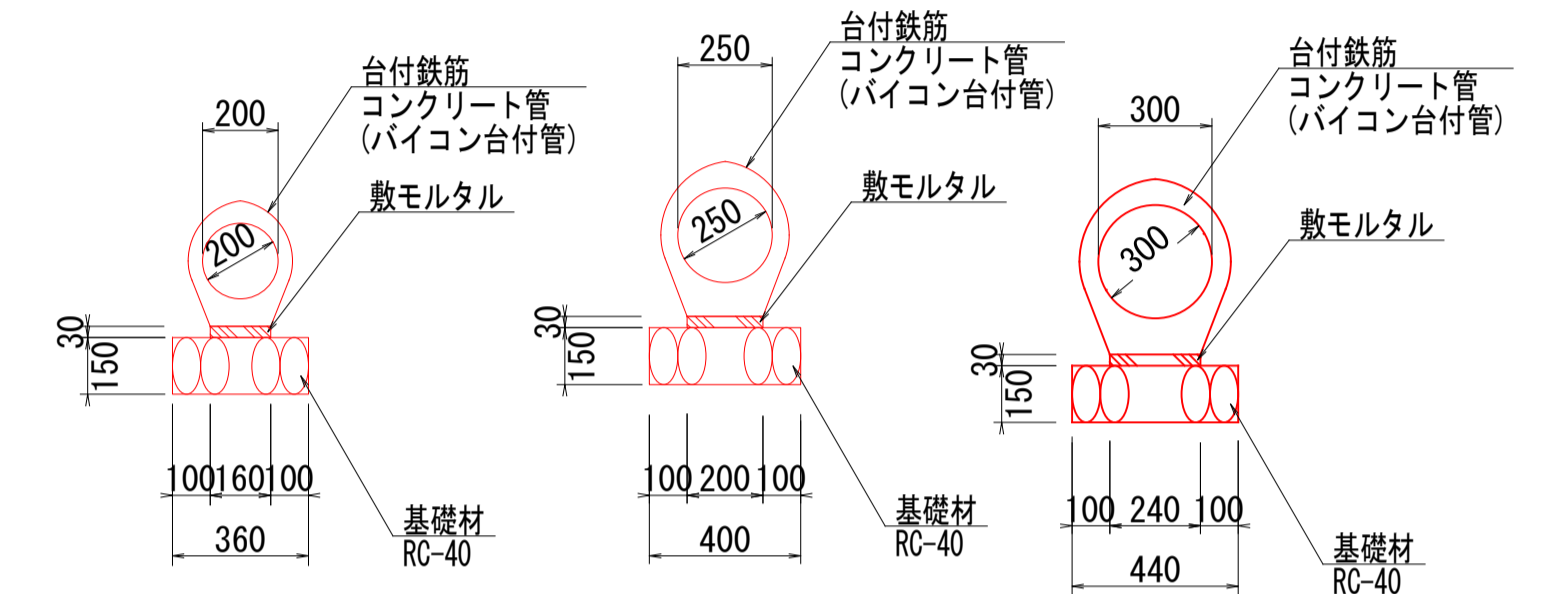 台付鉄筋
コンクリート管
(バイコン台付管)
200
敷モルタル
200
30
150
100 160 100
360
基礎材
RC-40
台付鉄筋
コンクリート管
(バイコン台付管)
250
敷モルタル
250
30
150
100 200 100
400
基礎材
RC-40
台付鉄筋
コンクリート管
(バイコン台付管)
300
敷モルタル
300
30
150
100 240 100
440
基礎材
RC-40